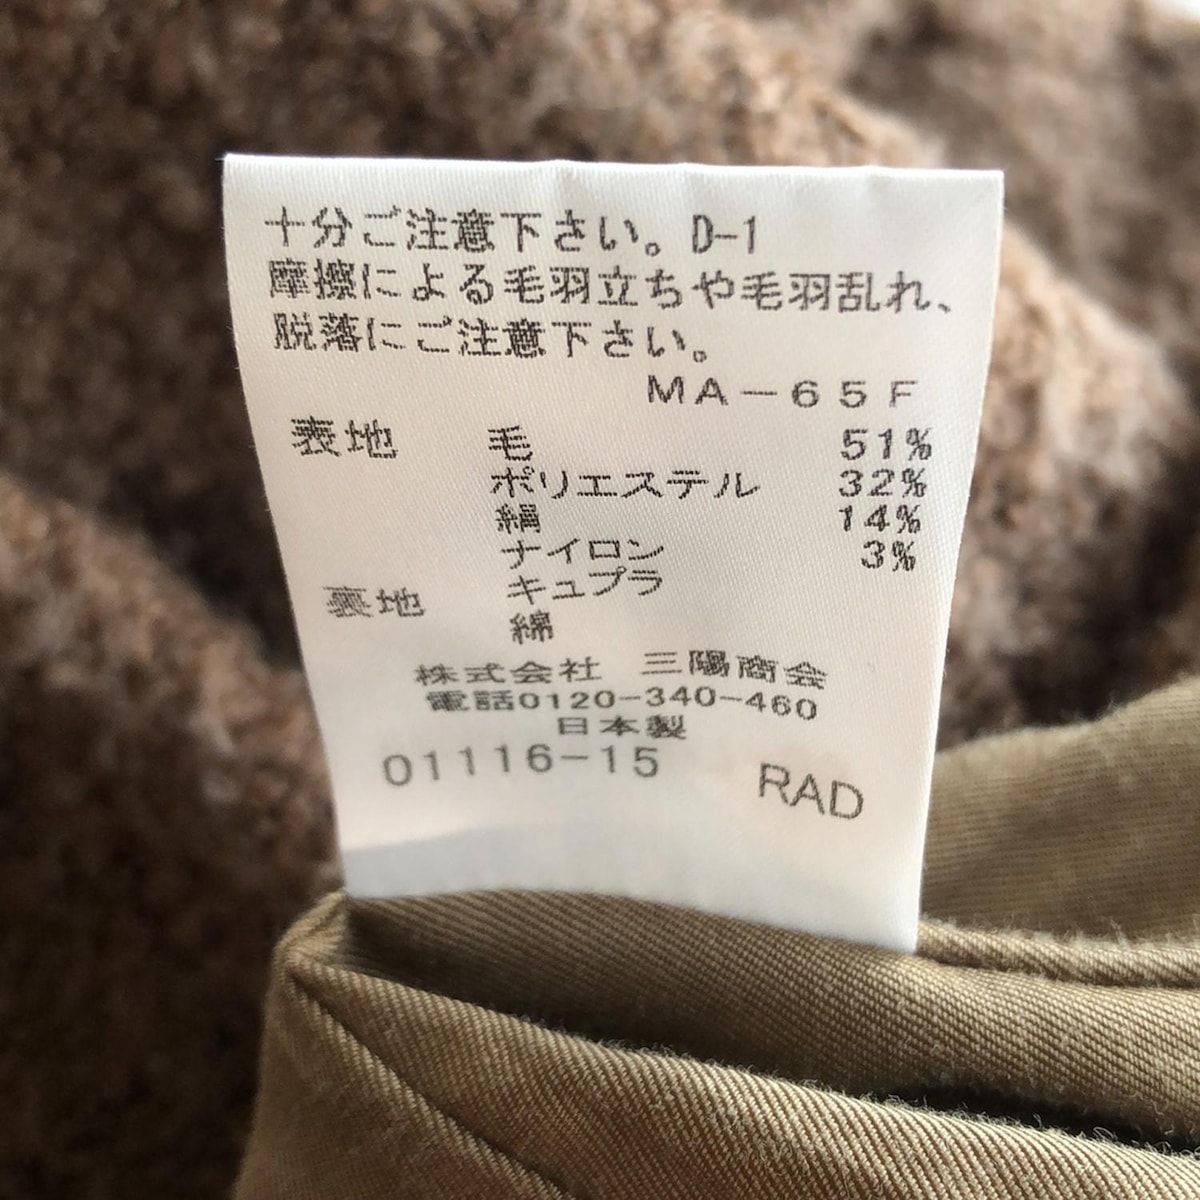 十分ご注意下さい。D-1
摩擦による毛羽立ちや毛羽乱れ、
脱落にご注意下さい。
MA-65F
表地 毛 51%
ポリエステル 32%
絹 14%
ナイロン 3%
裏地 キュプラ
綿
株式会社 三陽商会
電話0120-340-460
日本製
01116-15 RAD